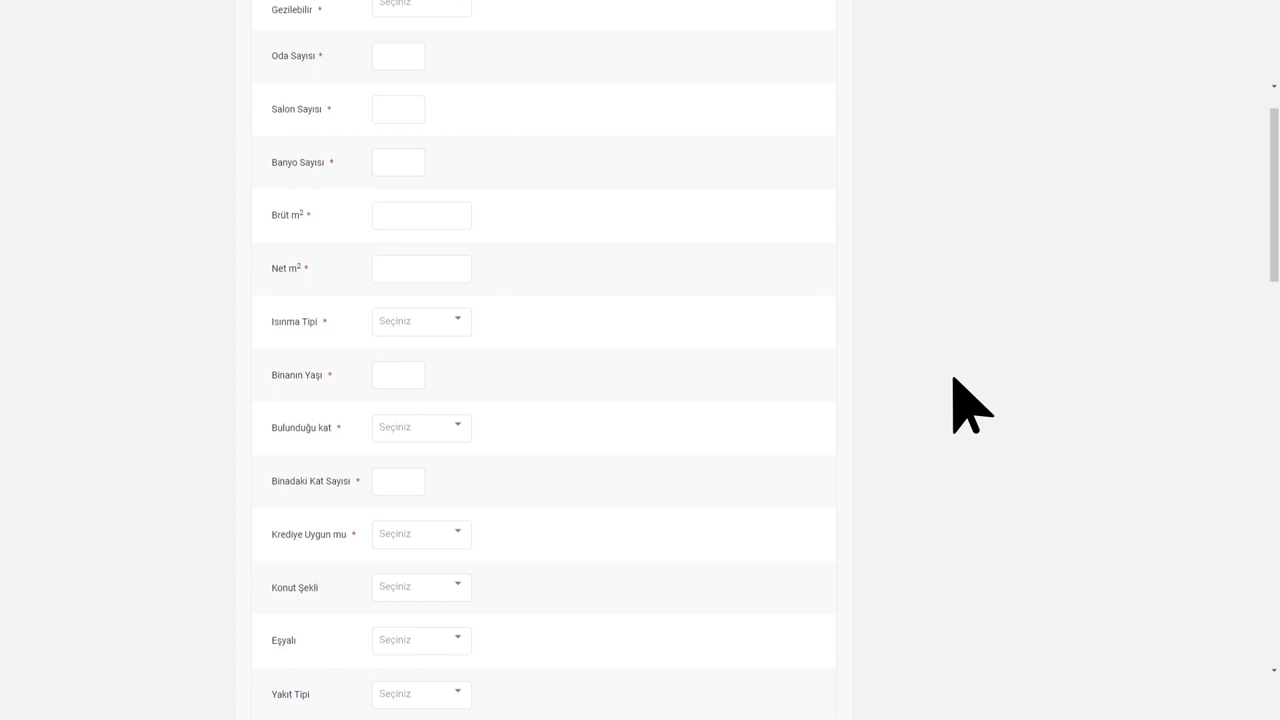 Gezilebilir * Seçiniz
Oda Sayısı *
Salon Sayısı *
Banyo Sayısı *
Brüt m² *
Net m² *
Isınma Tipi * Seçiniz
Binanın Yaşı *
Bulunduğu kat * Seçiniz
Binadaki Kat Sayısı *
Krediye Uygun mu * Seçiniz
Konut Şekli Seçiniz
Eşyalı Seçiniz
Yakıt Tipi Seçiniz